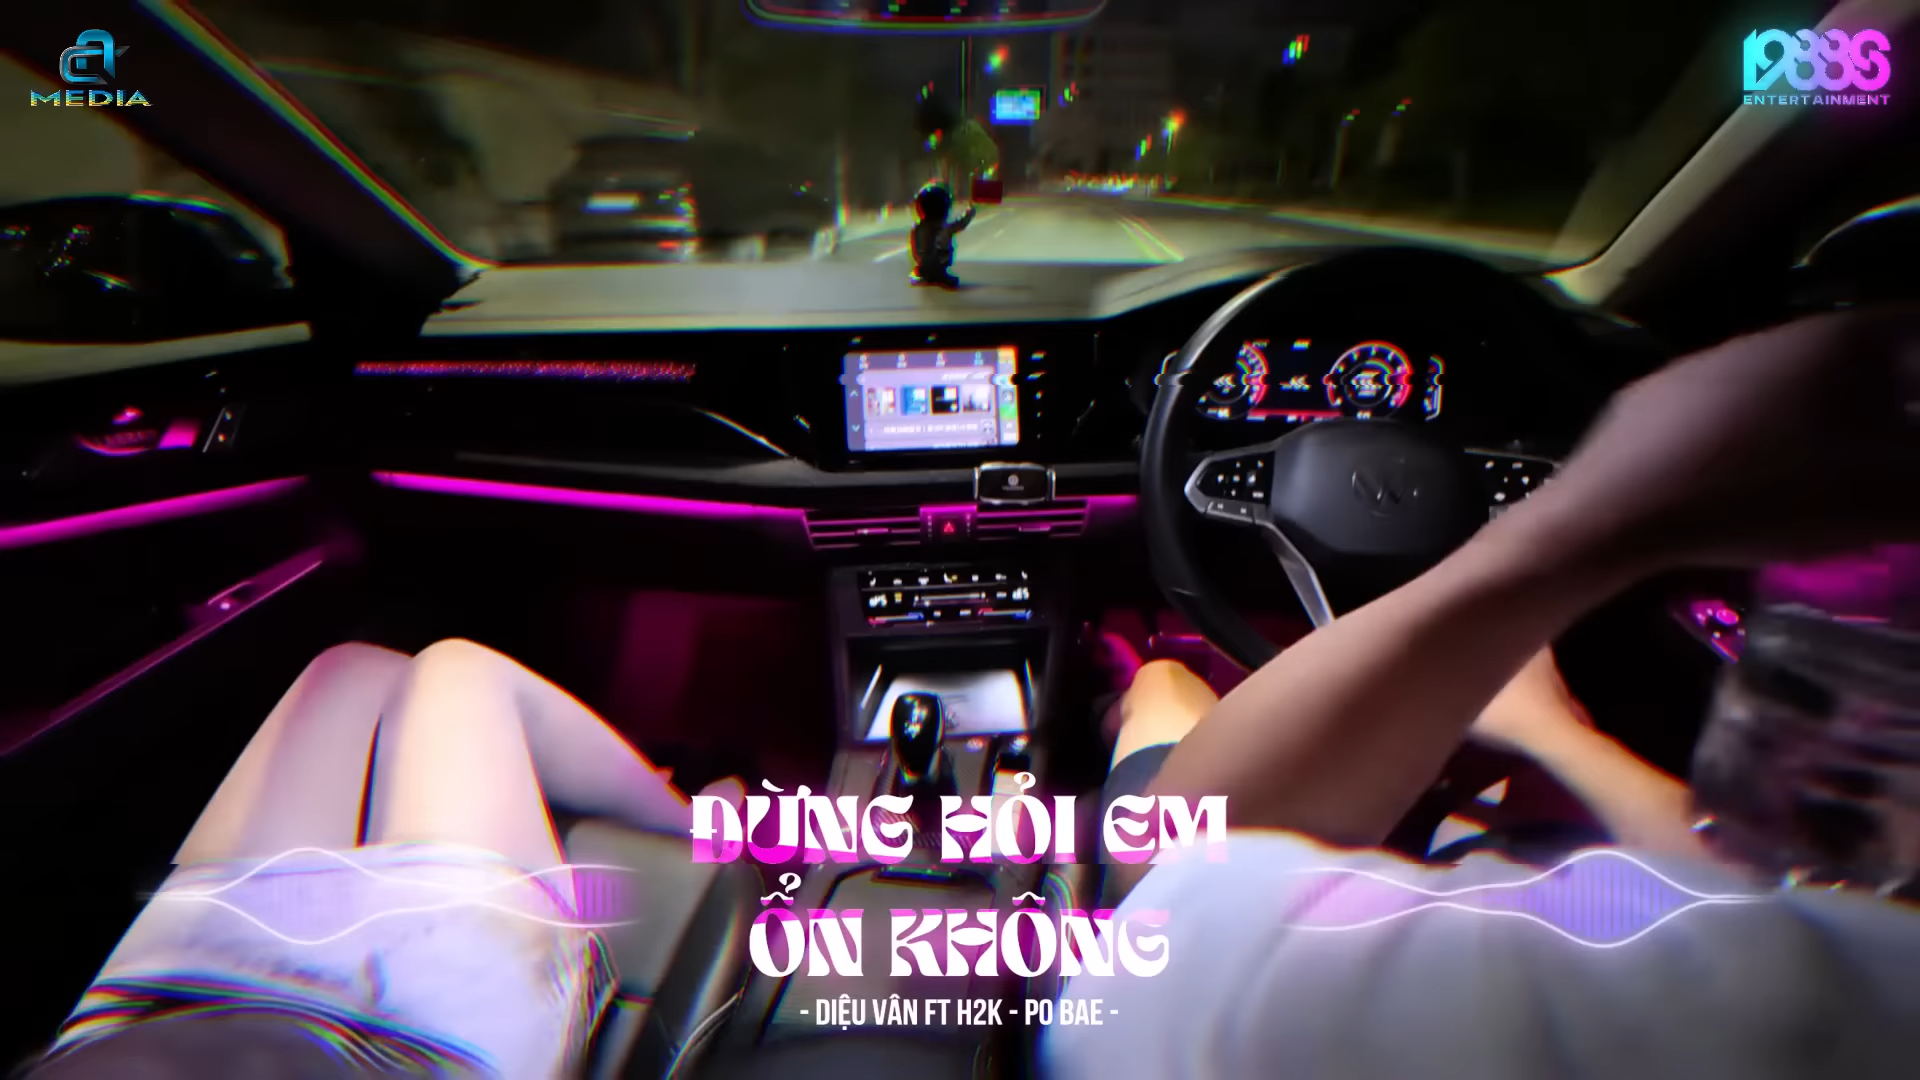 MEDIA
1988S
ENTERTAINMENT
ĐỪNG HỎI EM
ỔN KHÔNG
- DIỆU VÂN FT H2K - PO BAE -